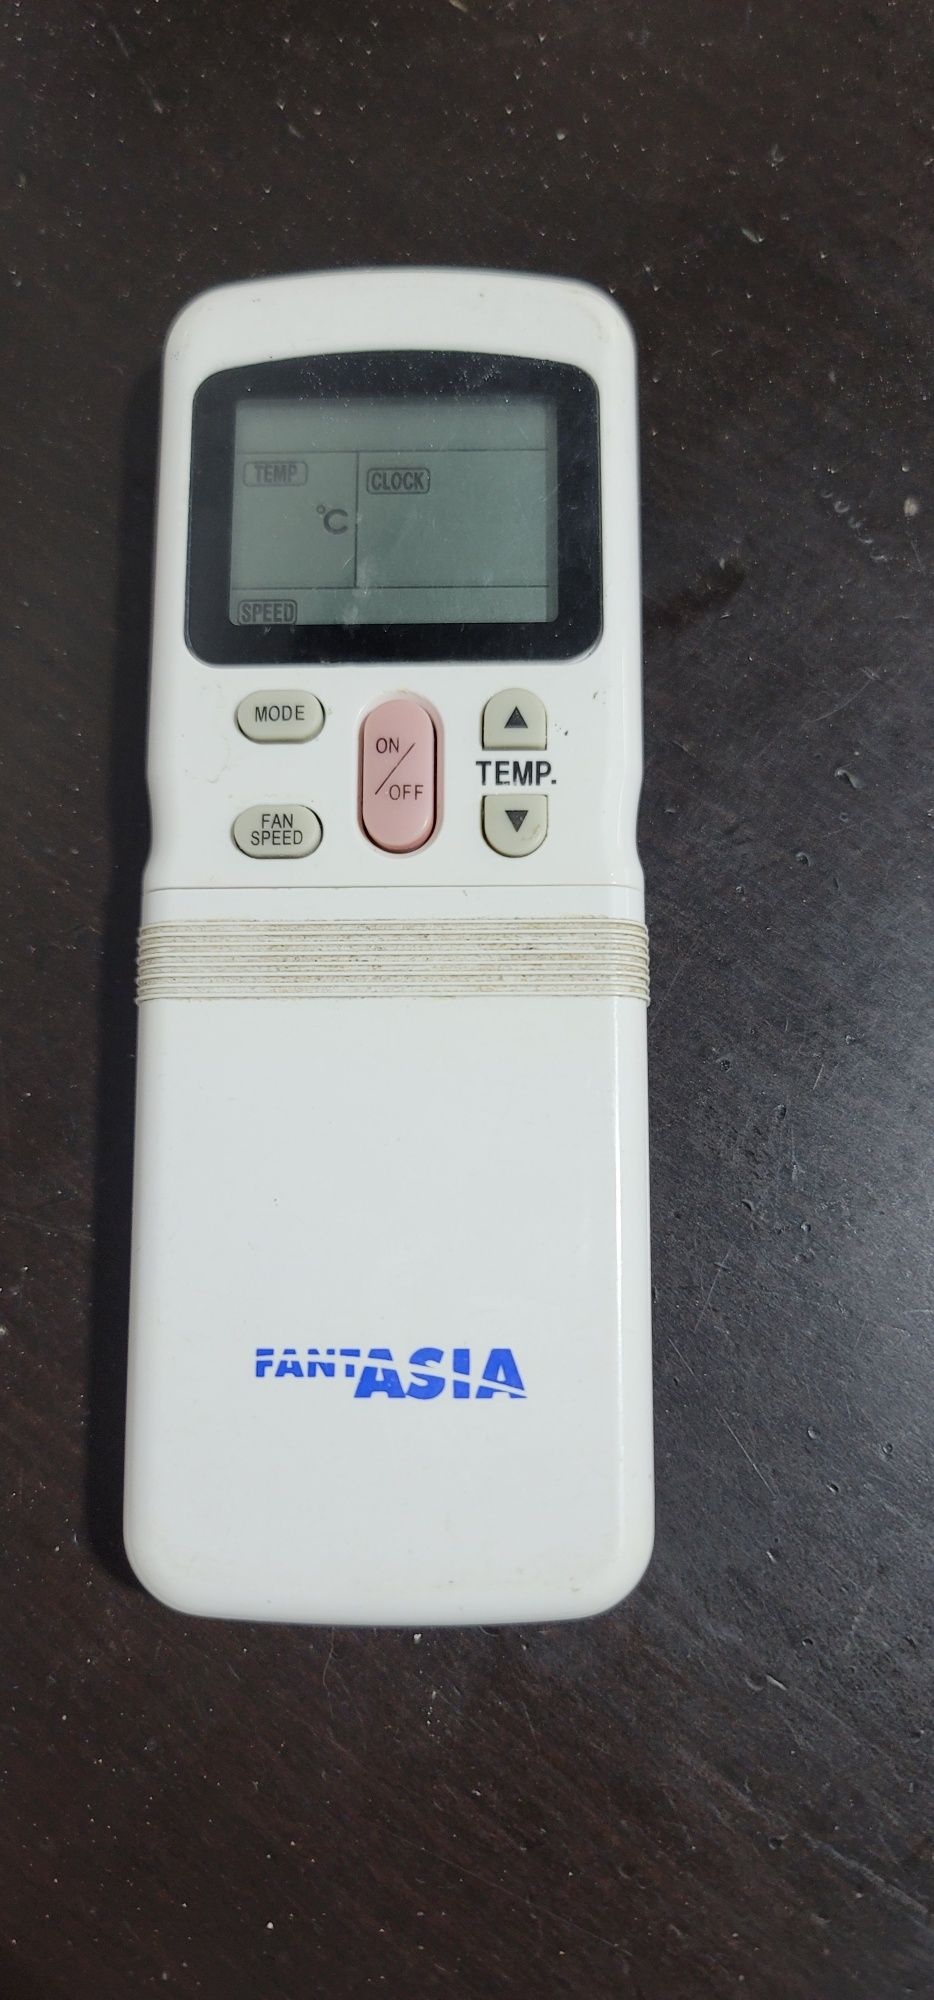 TEMP
CLOCK
°C
SPEED
MODE
ON/OFF
▲
TEMP.
▼
FAN
SPEED
FANTASIA